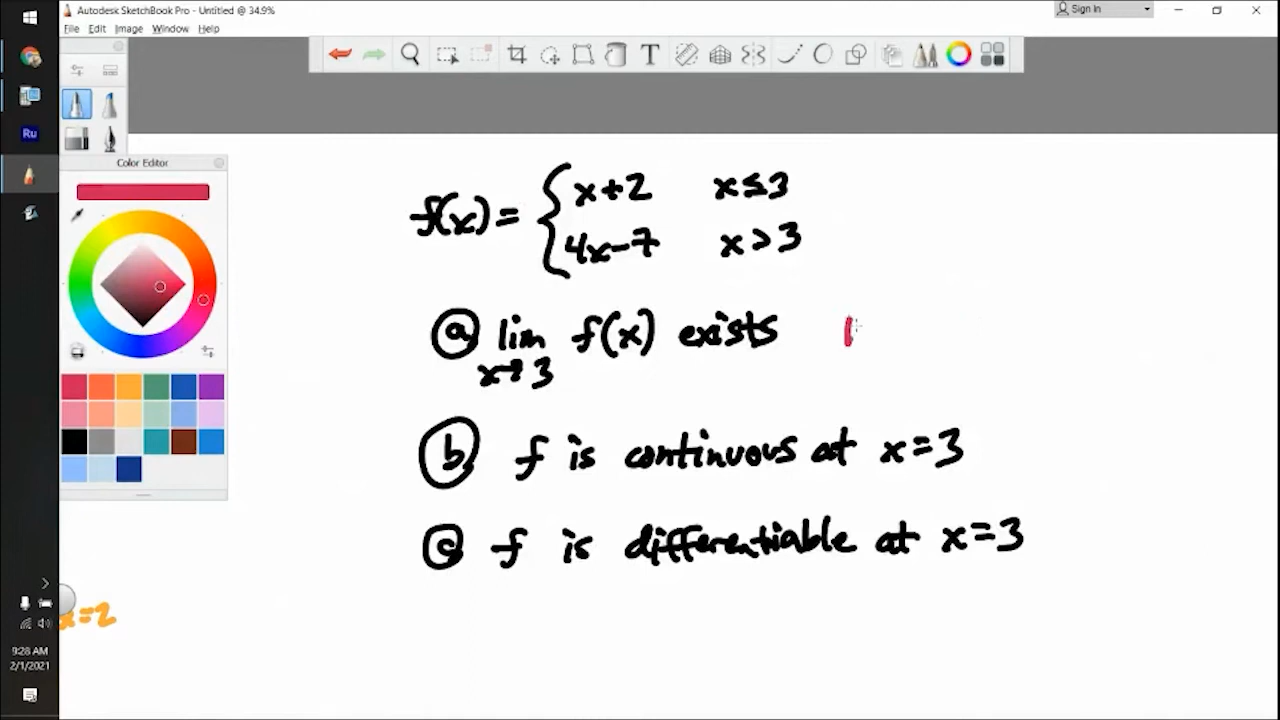 Autodesk SketchBook Pro - Untitled @ 34.9%
Sign In
File Edit Image Window Help
T
Ru
Color Editor
f(x) = { x+2 x≤3
4x-7 x>3
ⓐ lim f(x) exists
x→3
ⓑ f is continuous at x=3
ⓒ f is differentiable at x=3
x=2
9:28 AM
2/1/2021